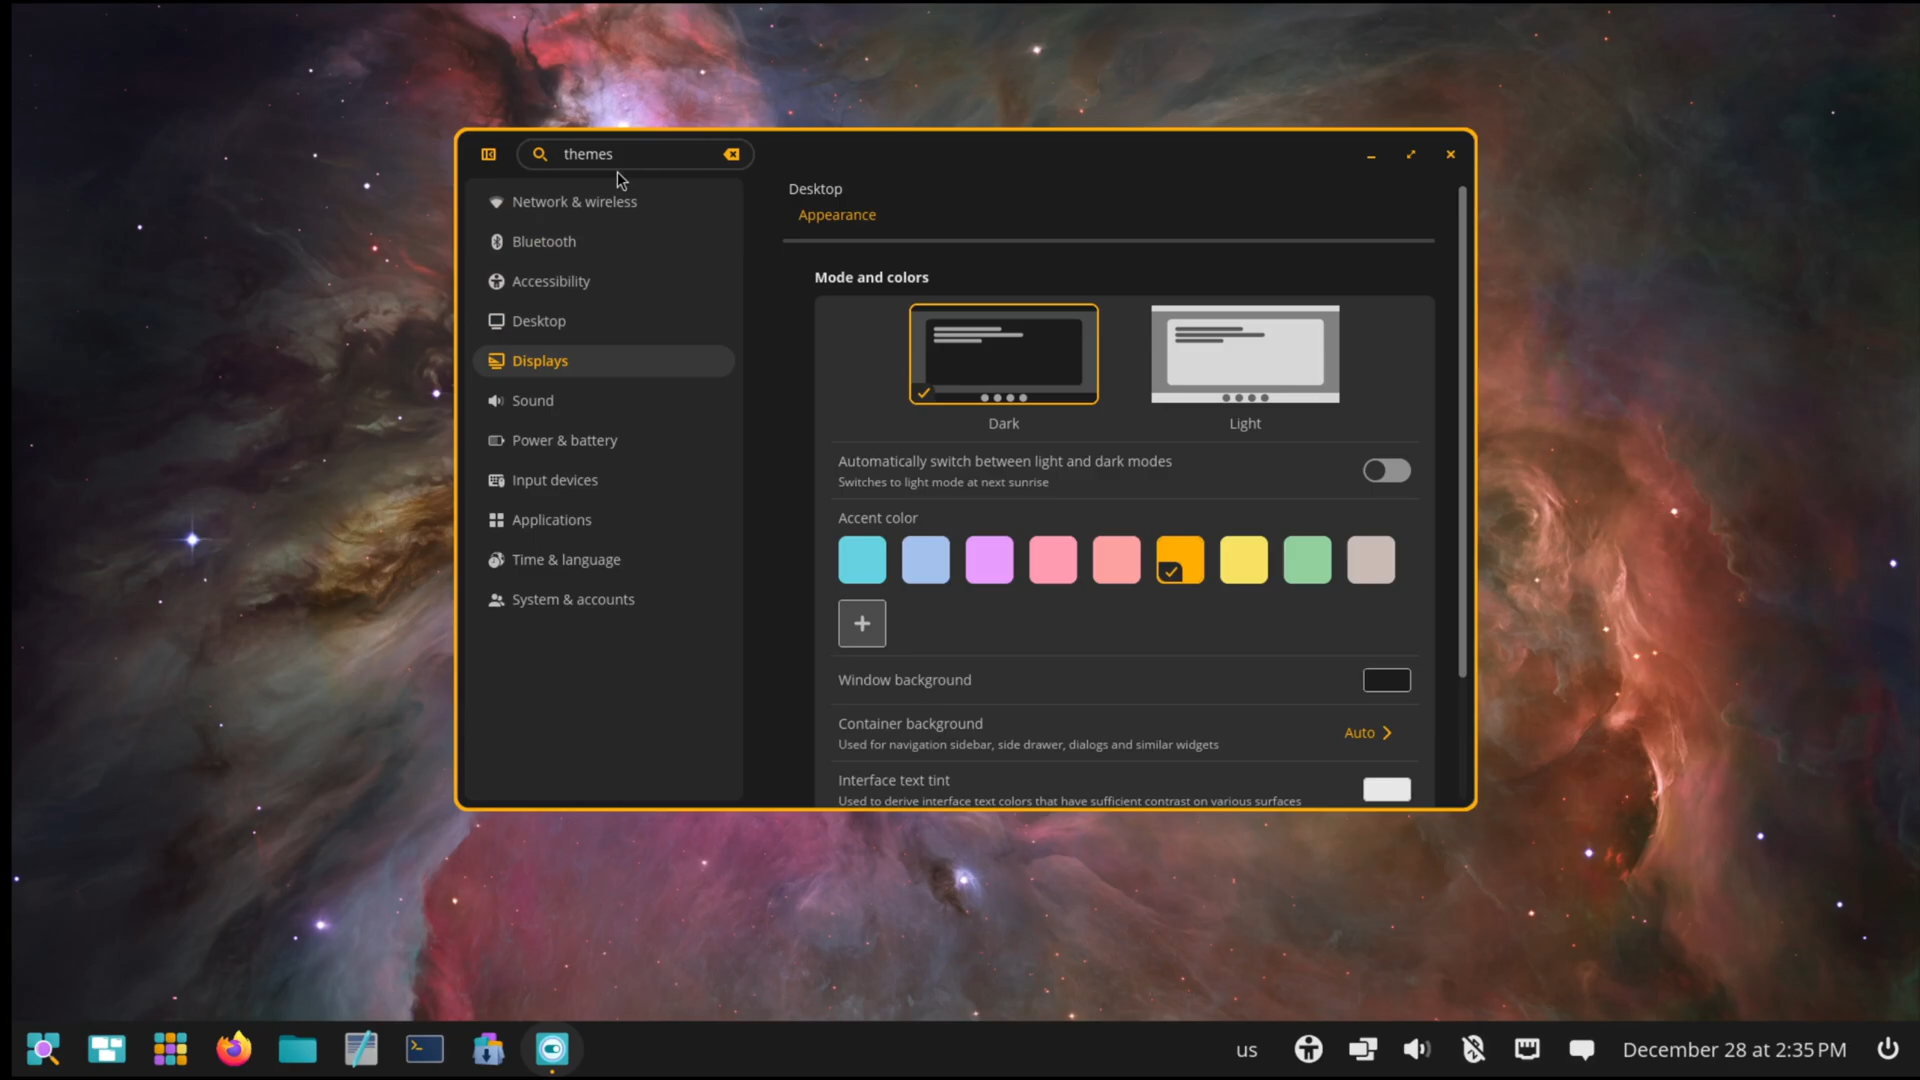 themes
Network & wireless
Bluetooth
Accessibility
Desktop
Displays
Sound
Power & battery
Input devices
Applications
Time & language
System & accounts
Desktop
Appearance
Mode and colors
Dark
Light
Automatically switch between light and dark modes
Switches to light mode at next sunrise
Accent color
Window background
Container background
Used for navigation sidebar, side drawer, dialogs and similar widgets
Auto
Interface text tint
Used to derive interface text colors that have sufficient contrast on various surfaces
us
December 28 at 2:35 PM